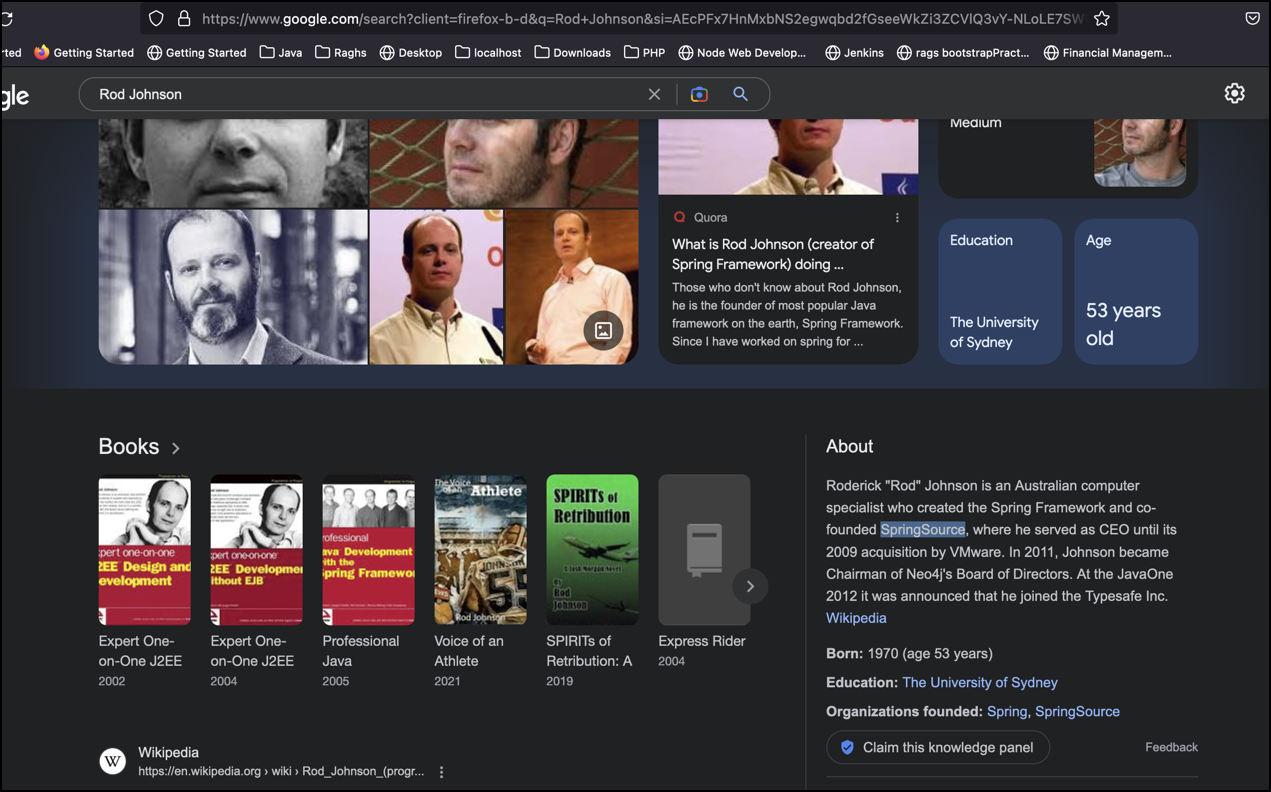 https://www.google.com/search?client=firefox-b-d&q=Rod+Johnson&si=AEcPFx7HnMxbNS2egwqbd2fGseeWkZi3ZCVlQ3vY-NLoLE7SW
rted Getting Started Getting Started Java Raghs Desktop localhost Downloads PHP Node Web Develop... Jenkins rags bootstrapPract... Financial Managem...
gle Rod Johnson
Medium
Quora
What is Rod Johnson (creator of
Spring Framework) doing ...
Those who don't know about Rod Johnson,
he is the founder of most popular Java
framework on the earth, Spring Framework.
Since I have worked on spring for ...
Education
The University
of Sydney
Age
53 years
old
Books
xpert one-on-one
2EE Design and
evelopment
xpert one-on-one
2EE Developme
ithout EJB
rofessional
ava Development
with the
pring Framewo
The Voice
of an Athlete
Rod Johnson
SPIRITs of
Retribution
A Josh Morgan Novel
By
Rod
Johnson
Expert One-
on-One J2EE
2002
Expert One-
on-One J2EE
2004
Professional
Java
2005
Voice of an
Athlete
2021
SPIRITs of
Retribution: A
2019
Express Rider
2004
About
Roderick "Rod" Johnson is an Australian computer
specialist who created the Spring Framework and co-
founded SpringSource, where he served as CEO until its
2009 acquisition by VMware. In 2011, Johnson became
Chairman of Neo4j's Board of Directors. At the JavaOne
2012 it was announced that he joined the Typesafe Inc.
Wikipedia
Born: 1970 (age 53 years)
Education: The University of Sydney
Organizations founded: Spring, SpringSource
Claim this knowledge panel
Feedback
W Wikipedia
https://en.wikipedia.org › wiki › Rod_Johnson_(progr...